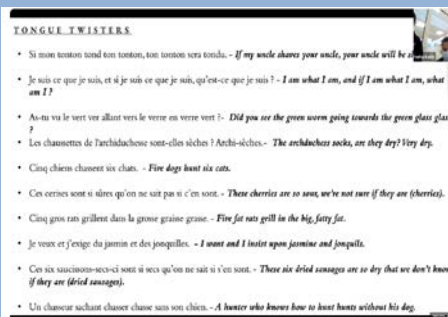 TONGUE TWISTERS
• Si mon tonton tond ton tonton, ton tonton sera tondu. - If my uncle shaves your uncle, your uncle will be
• Je suis ce que je suis, et si je suis ce que je suis, qu'est-ce que je suis ? - I am what I am, and if I am what I am, what
am I ?
• As-tu vu le vert ver allant vers le verre en verre vert ?- Did you see the green worm going towards the green glass glas
?
• Les chaussettes de l'archiduchesse sont-elles sèches ? Archi-sèches.- The archduchess socks, are they dry? Very dry.
• Cinq chiens chassent six chats. - Five dogs hunt six cats.
• Ces cerises sont si sûres qu'on ne sait pas si c'en sont. - These cherries are so sour, we're not sure if they are (cherries).
• Cinq gros rats grillent dans la grosse graisse grasse. - Five fat rats grill in the big, fatty fat.
• Je veux et j'exige du jasmin et des jonquilles. - I want and I insist upon jasmine and jonquils.
• Ces six saucissons-secs-ci sont si secs qu'on ne sait si s'en sont. - These six dried sausages are so dry that we don't know
if they are (dried sausages).
• Un chasseur sachant chasser chasse sans son chien. - A hunter who knows how to hunt hunts without his dog.